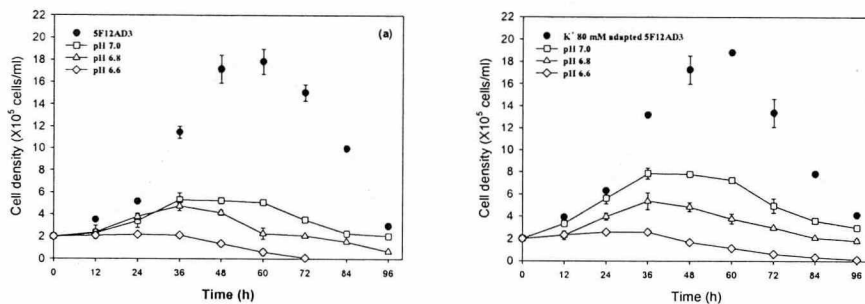 22
20
18
16
14
12
10
8
6
4
2
0
Cell density (X10⁵ cells/ml)
5F12AD3
pH 7.0
pH 6.8
pH 6.6
(a)
0 12 24 36 48 60 72 84 96
Time (h)
22
20
18
16
14
12
10
8
6
4
2
0
Cell density (X10⁵ cells/ml)
K⁺ 80 mM adapted 5F12AD3
pH 7.0
pH 6.8
pH 6.6
0 12 24 36 48 60 72 84 96
Time (h)